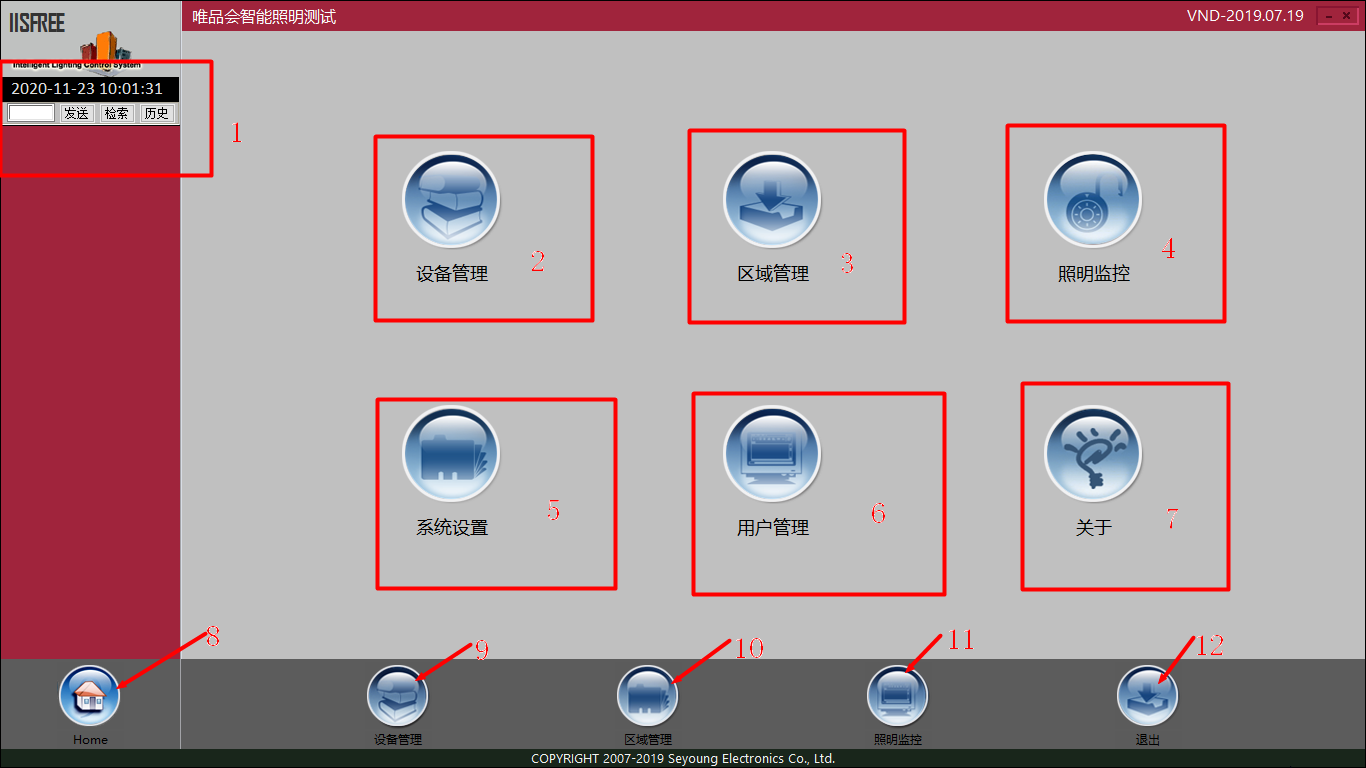 IISFREE
唯品会智能照明测试
VND-2019.07.19
Intelligent Lighting Control System
2020-11-23 10:01:31
发送 检索 历史
1
2
3
4
设备管理
区域管理
照明监控
5
6
7
系统设置
用户管理
关于
8
9
10
11
12
Home
设备管理
区域管理
照明监控
退出
COPYRIGHT 2007-2019 Seyoung Electronics Co., Ltd.